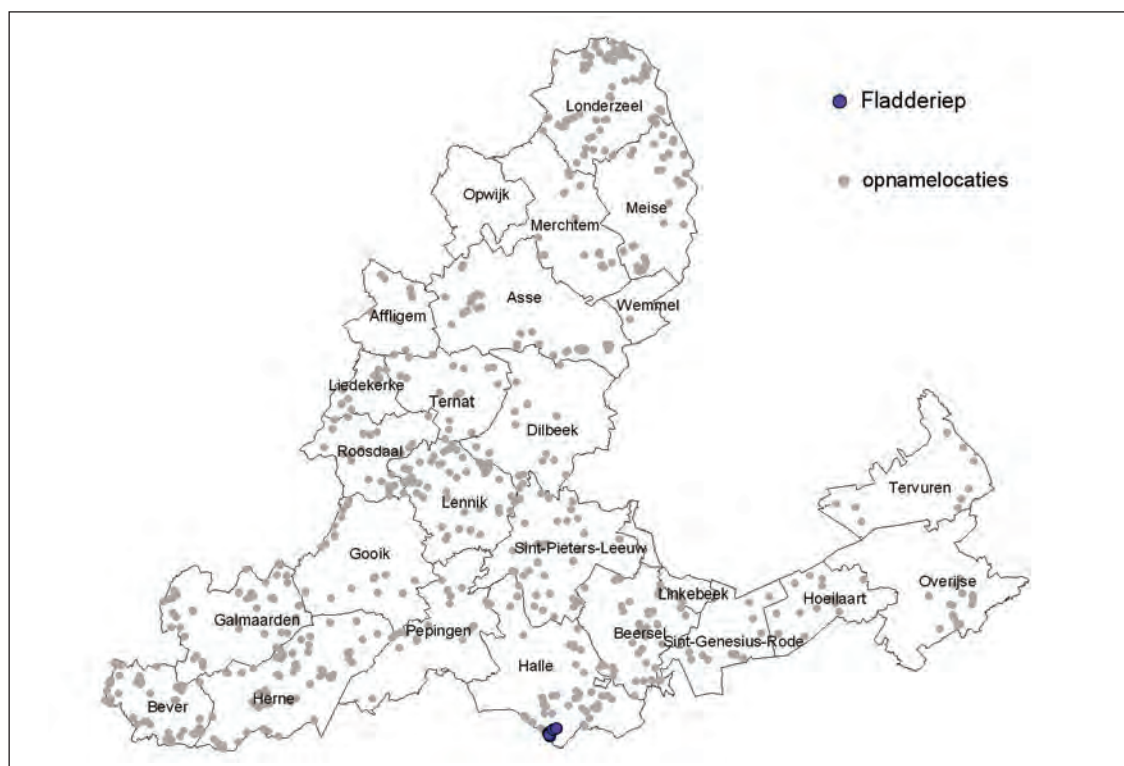 Londerzeel
Fladderiep
opnamelocaties
Opwijk
Meise
Merchtem
Asse
Wemmel
Affligem
Liedekerke
Ternat
Dilbeek
Roosdaal
Tervuren
Lennik
Sint-Pieters-Leeuw
Gooik
Overijse
Linkebeek
Hoeilaart
Galmaarden
Pepingen
Beersel
Sint-Genesius-Rode
Halle
Herne
Bever